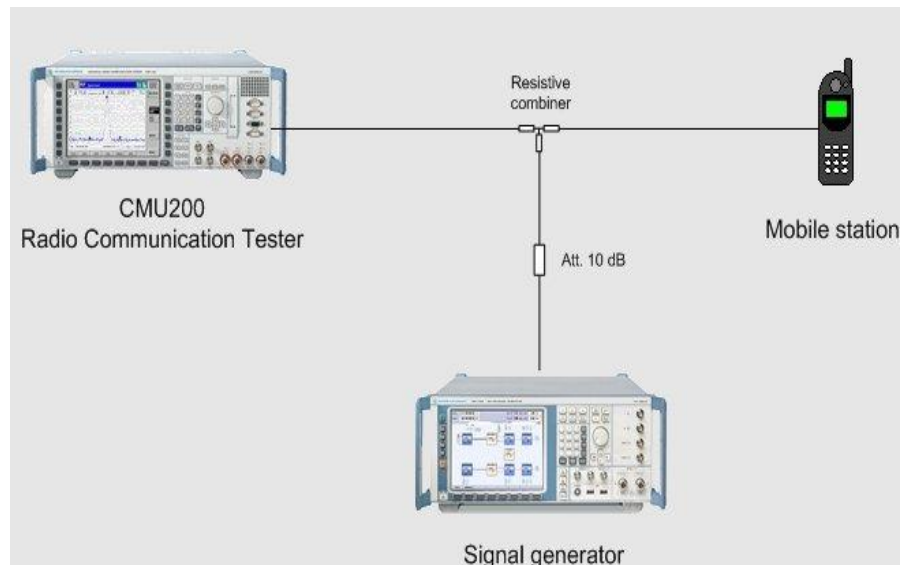 Resistive
combiner
CMU200
Radio Communication Tester
Mobile station
Att. 10 dB
Signal generator